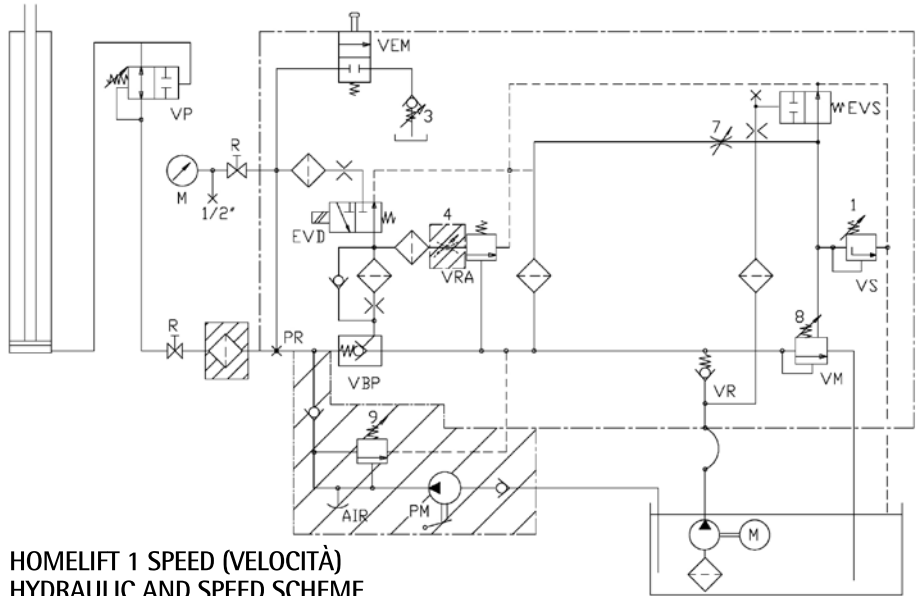 VEM
3
VP
R
M
1/2"
EVD
4
VRA
7
EVS
1
VS
8
VM
R
PR
VBP
VR
9
AIR
PM
M
HOMELIFT 1 SPEED (VELOCITÀ)
HYDRAULIC AND SPEED SCHEME